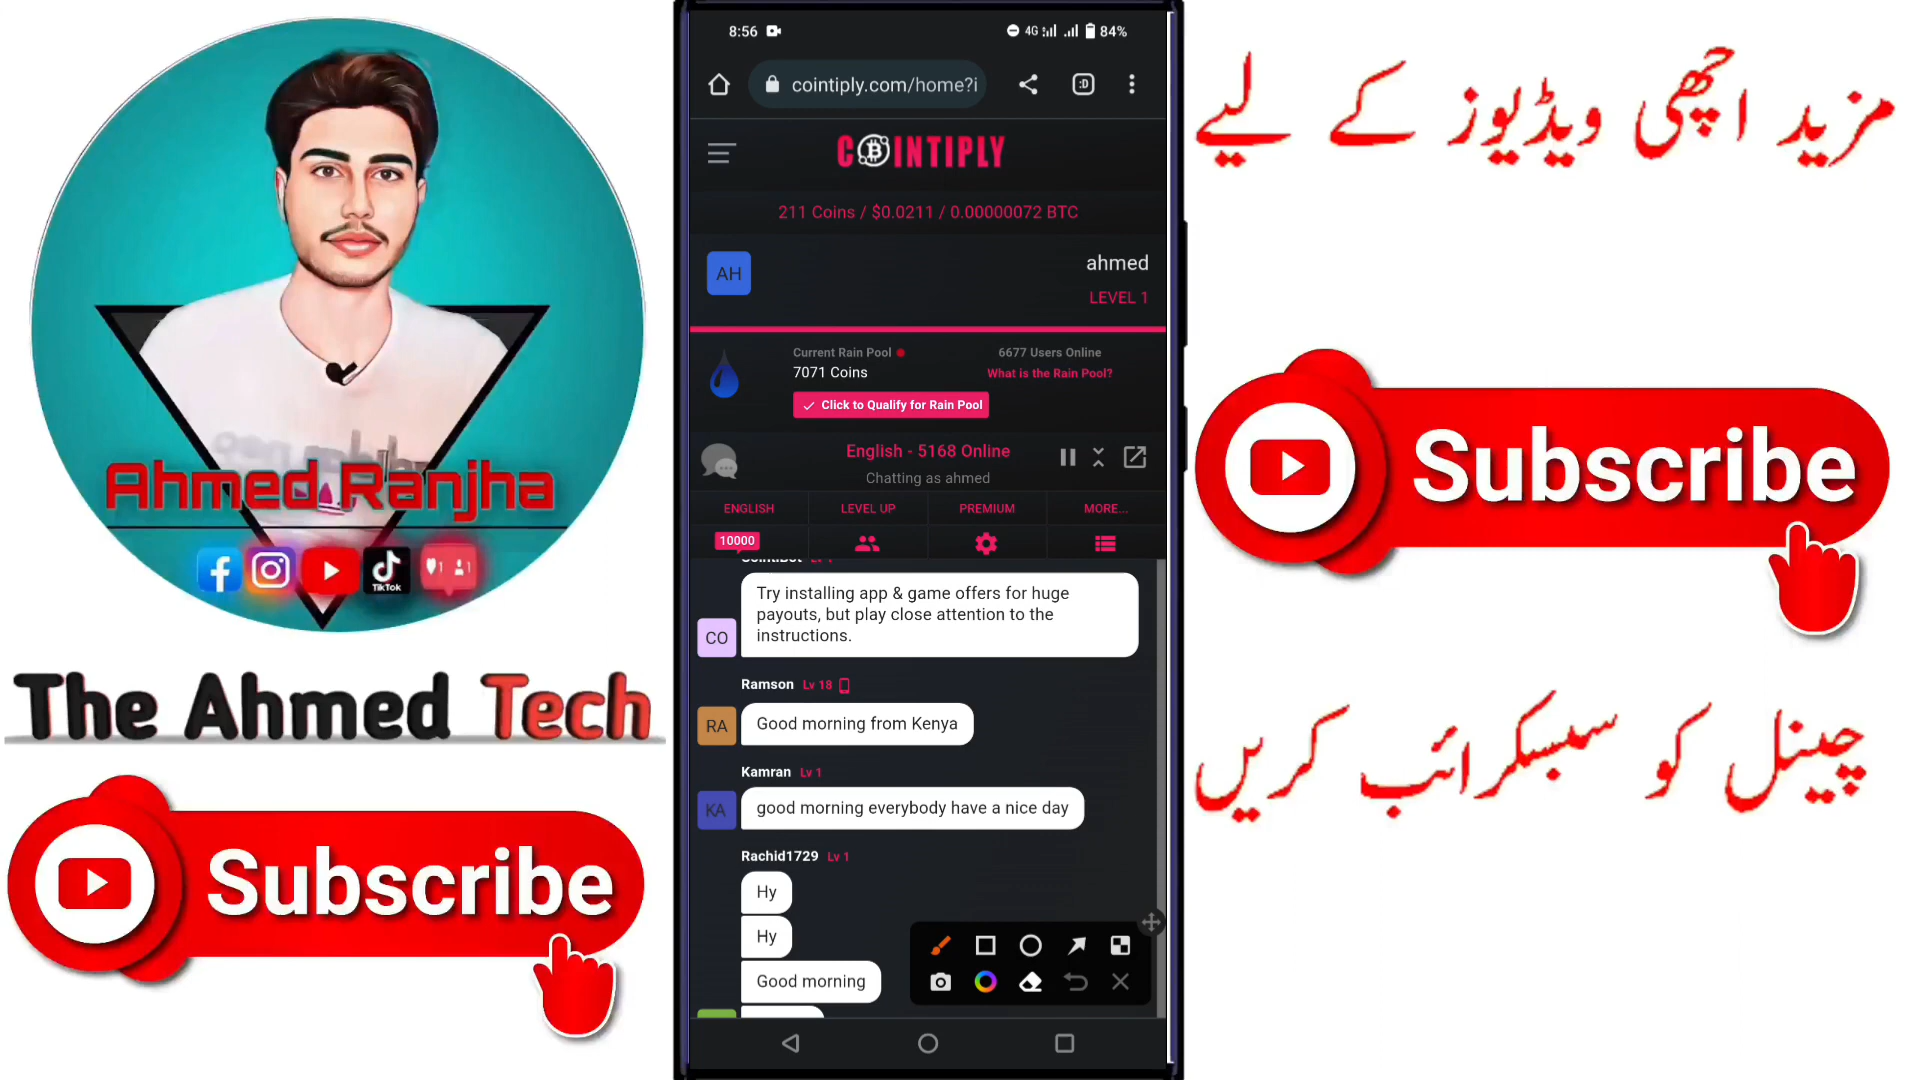 Ahmed Ranjha
TikTok
1 1
The Ahmed Tech
Subscribe
8:56
4G 84%
cointiply.com/home?i
:D
COINTIPLY
211 Coins / $0.0211 / 0.00000072 BTC
AH
ahmed
LEVEL 1
Current Rain Pool
7071 Coins
6677 Users Online
What is the Rain Pool?
Click to Qualify for Rain Pool
English - 5168 Online
Chatting as ahmed
ENGLISH LEVEL UP PREMIUM MORE...
10000
CointiBot
Try installing app & game offers for huge
payouts, but play close attention to the
instructions.
CO
Ramson Lv 18
RA
Good morning from Kenya
Kamran Lv 1
KA
good morning everybody have a nice day
Rachid1729 Lv 1
Hy
Hy
Good morning
مزید اچھی ویڈیوز کے لیے
Subscribe
چینل کو سبسکرائب کریں